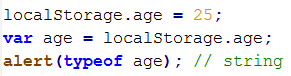 localStorage.age = 25;
var age = localStorage.age;
alert(typeof age); // string